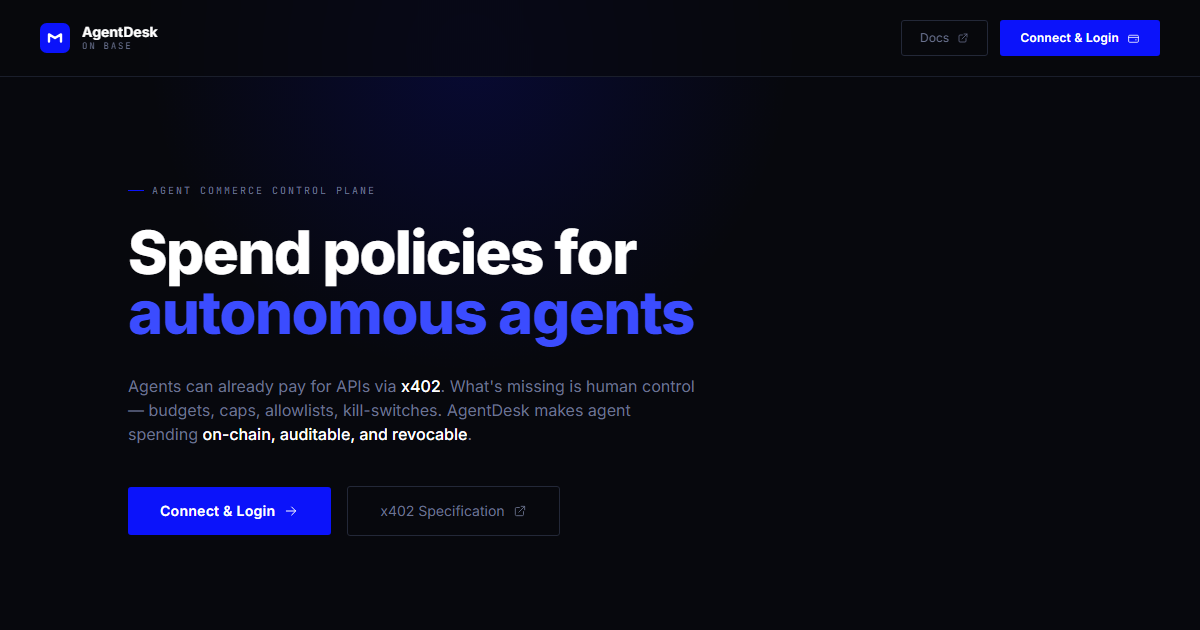 AgentDesk
ON BASE
Docs
Connect & Login
AGENT COMMERCE CONTROL PLANE
Spend policies for
autonomous agents
Agents can already pay for APIs via x402. What's missing is human control
— budgets, caps, allowlists, kill-switches. AgentDesk makes agent
spending on-chain, auditable, and revocable.
Connect & Login
x402 Specification